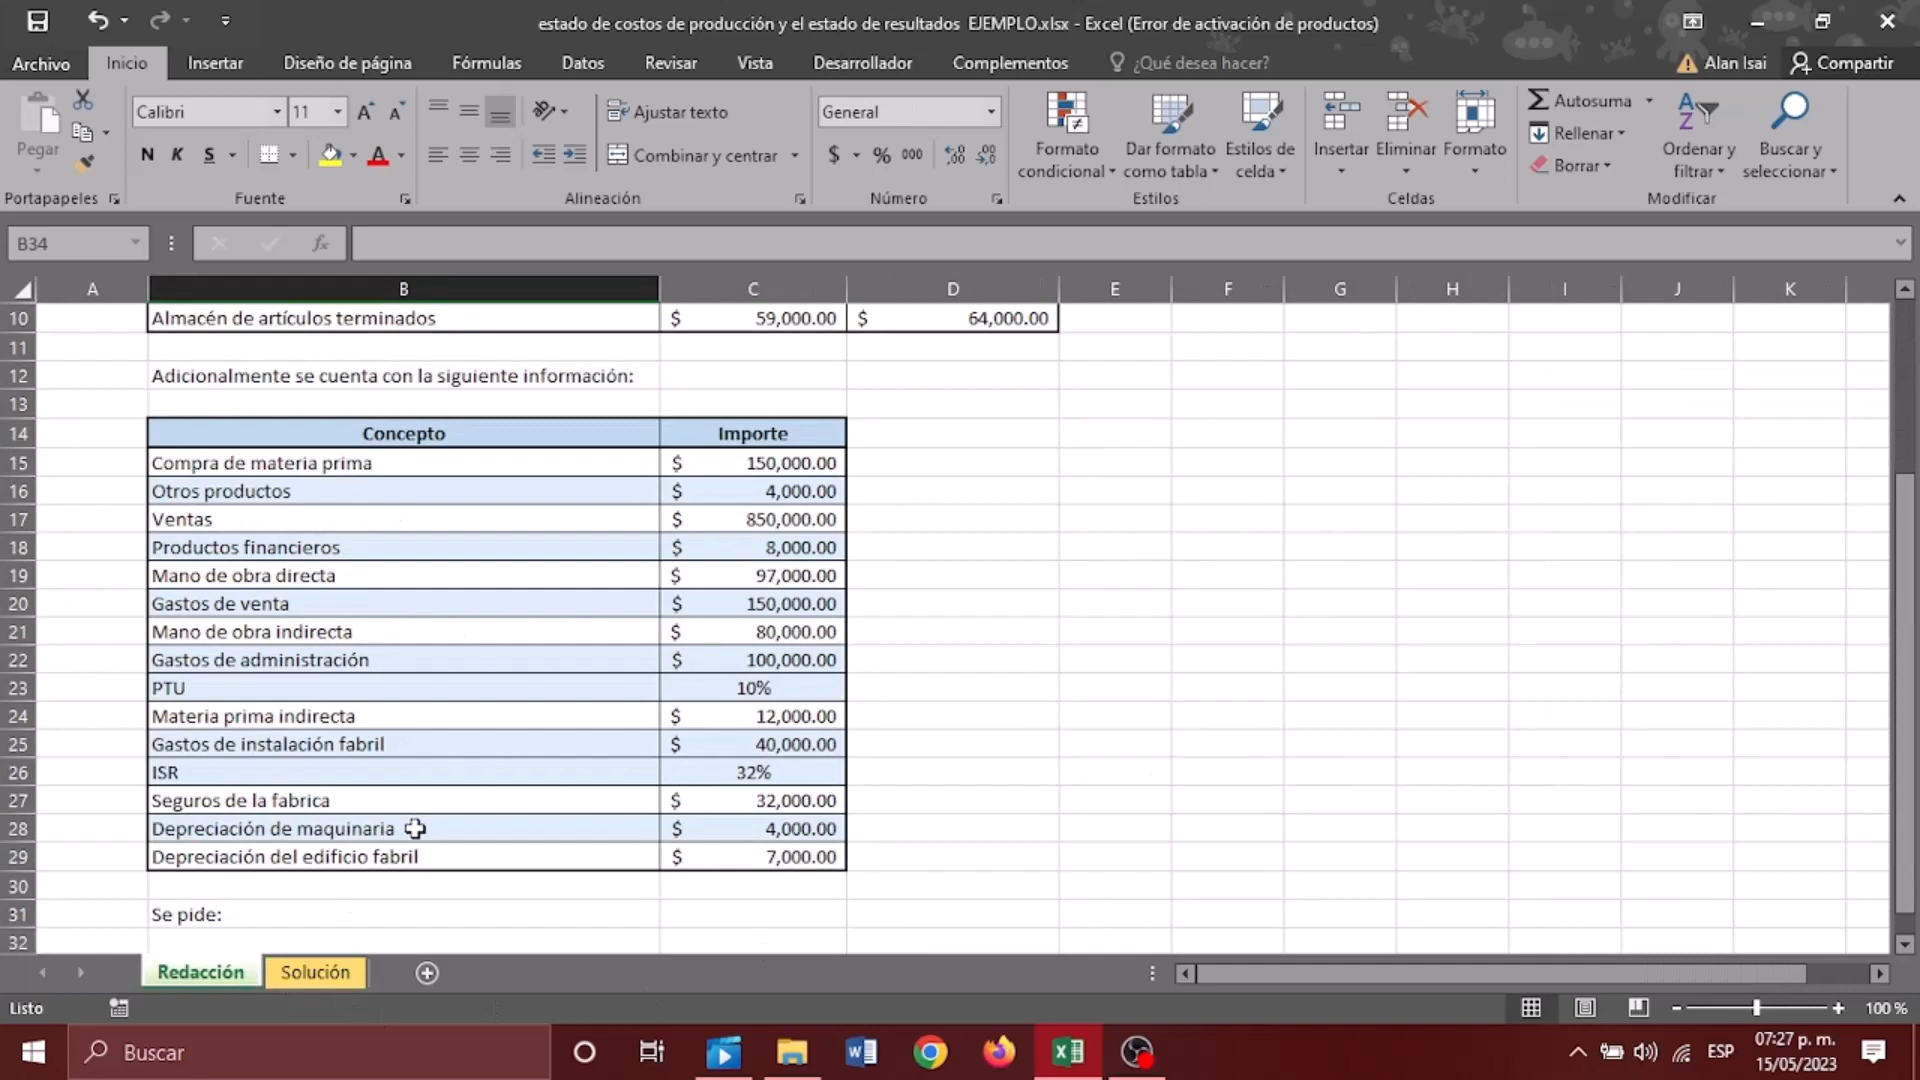 estado de costos de producción y el estado de resultados EJEMPLO.xlsx - Excel (Error de activación de productos)
Archivo Inicio Insertar Diseño de página Fórmulas Datos Revisar Vista Desarrollador Complementos ¿Qué desea hacer? Alan Isai Compartir
Pegar
Calibri 11
N K S
Ajustar texto
Combinar y centrar
General
$ % 000
Formato condicional
Dar formato como tabla
Estilos de celda
Insertar Eliminar Formato
Autosuma
Rellenar
Borrar
Ordenar y filtrar
Buscar y seleccionar
Portapapeles Fuente Alineación Número Estilos Celdas Modificar
B34 fx
A B C D E F G H I J K
10 Almacén de artículos terminados $ 59,000.00 $ 64,000.00
11
12 Adicionalmente se cuenta con la siguiente información:
13
14 Concepto Importe
15 Compra de materia prima $ 150,000.00
16 Otros productos $ 4,000.00
17 Ventas $ 850,000.00
18 Productos financieros $ 8,000.00
19 Mano de obra directa $ 97,000.00
20 Gastos de venta $ 150,000.00
21 Mano de obra indirecta $ 80,000.00
22 Gastos de administración $ 100,000.00
23 PTU 10%
24 Materia prima indirecta $ 12,000.00
25 Gastos de instalación fabril $ 40,000.00
26 ISR 32%
27 Seguros de la fabrica $ 32,000.00
28 Depreciación de maquinaria $ 4,000.00
29 Depreciación del edificio fabril $ 7,000.00
30
31 Se pide:
32
Redacción Solución
Listo 100 %
Buscar ESP 07:27 p. m.
15/05/2023